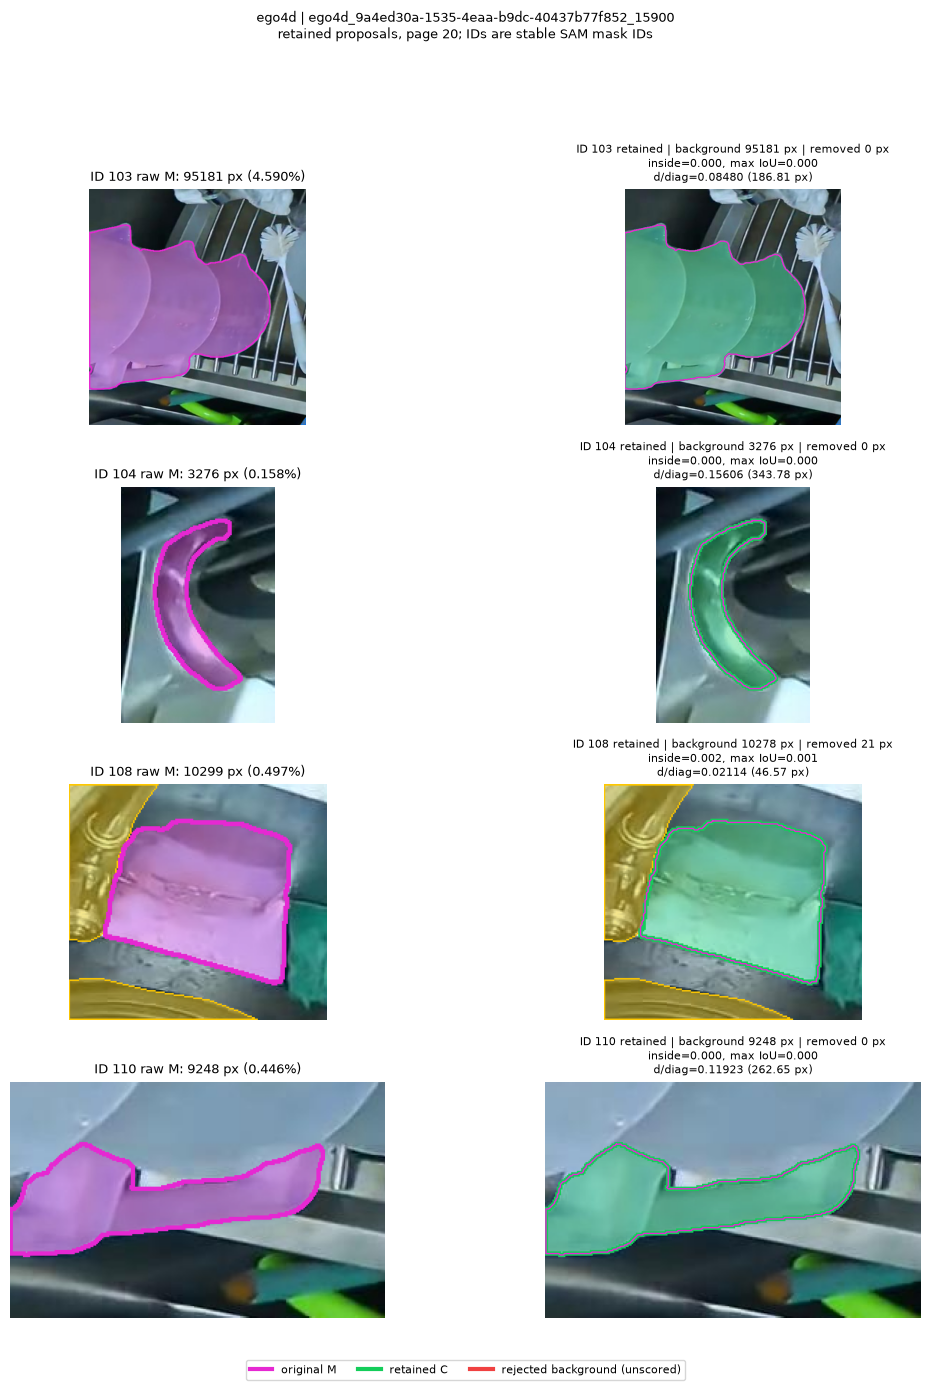 ego4d | ego4d_9a4ed30a-1535-4eaa-b9dc-40437b77f852_15900
retained proposals, page 20; IDs are stable SAM mask IDs
ID 103 raw M: 95181 px (4.590%)
ID 103 retained | background 95181 px | removed 0 px
inside=0.000, max IoU=0.000
d/diag=0.08480 (186.81 px)
ID 104 raw M: 3276 px (0.158%)
ID 104 retained | background 3276 px | removed 0 px
inside=0.000, max IoU=0.000
d/diag=0.15606 (343.78 px)
ID 108 raw M: 10299 px (0.497%)
ID 108 retained | background 10278 px | removed 21 px
inside=0.002, max IoU=0.001
d/diag=0.02114 (46.57 px)
ID 110 raw M: 9248 px (0.446%)
ID 110 retained | background 9248 px | removed 0 px
inside=0.000, max IoU=0.000
d/diag=0.11923 (262.65 px)
original M
retained C
rejected background (unscored)